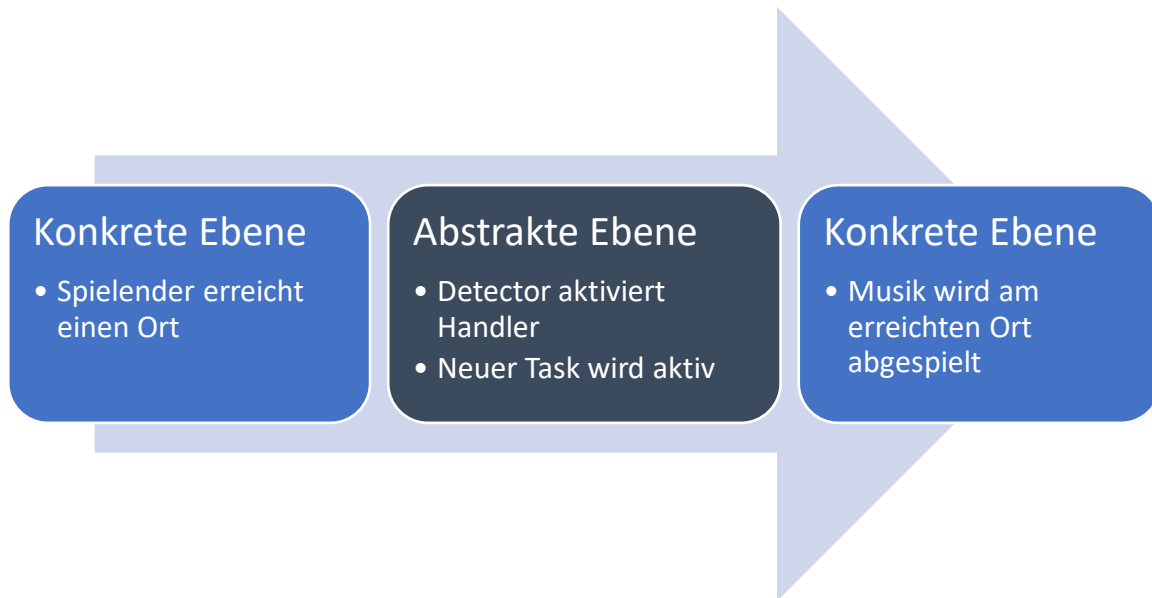 Konkrete Ebene
• Spielender erreicht
einen Ort
Abstrakte Ebene
• Detector aktiviert
Handler
• Neuer Task wird aktiv
Konkrete Ebene
• Musik wird am
erreichten Ort
abgespielt